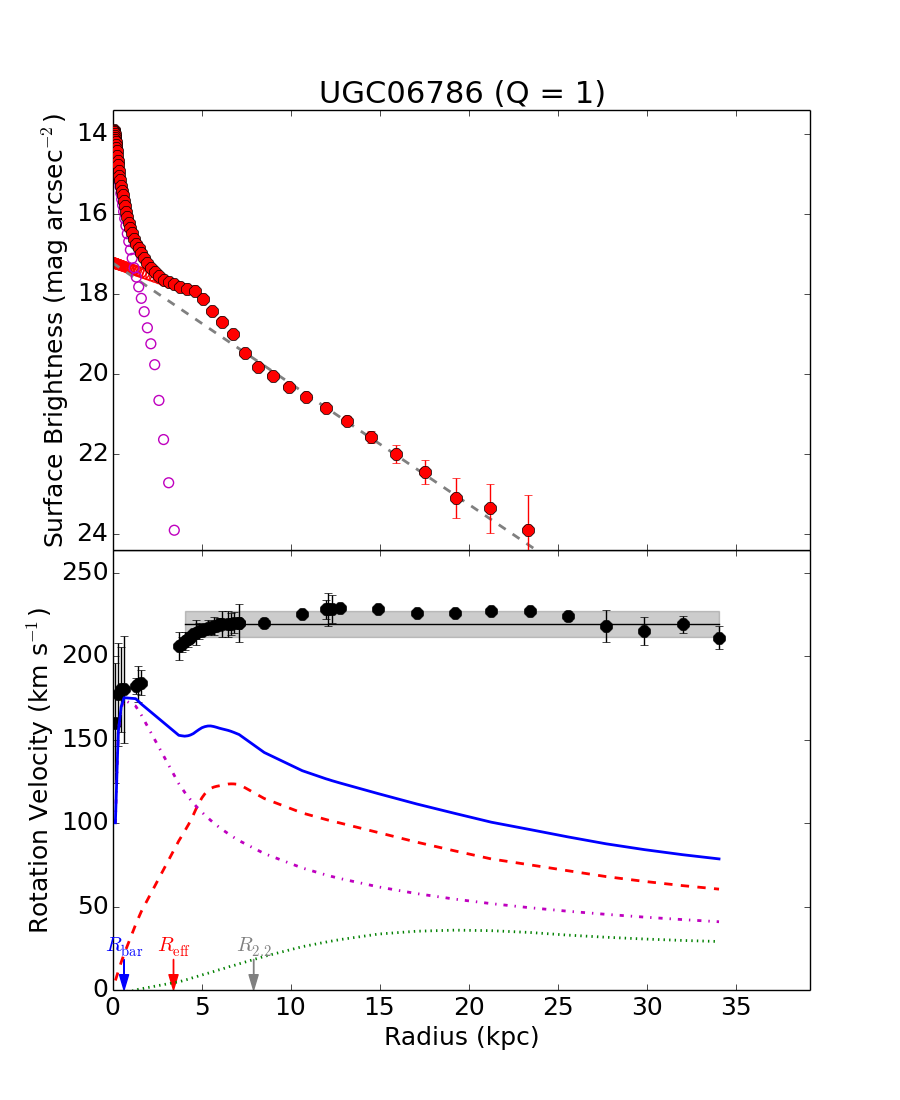 UGC06786 (Q = 1)
14
16
18
20
22
24
Surface Brightness (mag arcsec⁻²)
250
200
150
100
50
0
Rotation Velocity (km s⁻¹)
R_bar
R_eff
R_2.2
0 5 10 15 20 25 30 35
Radius (kpc)